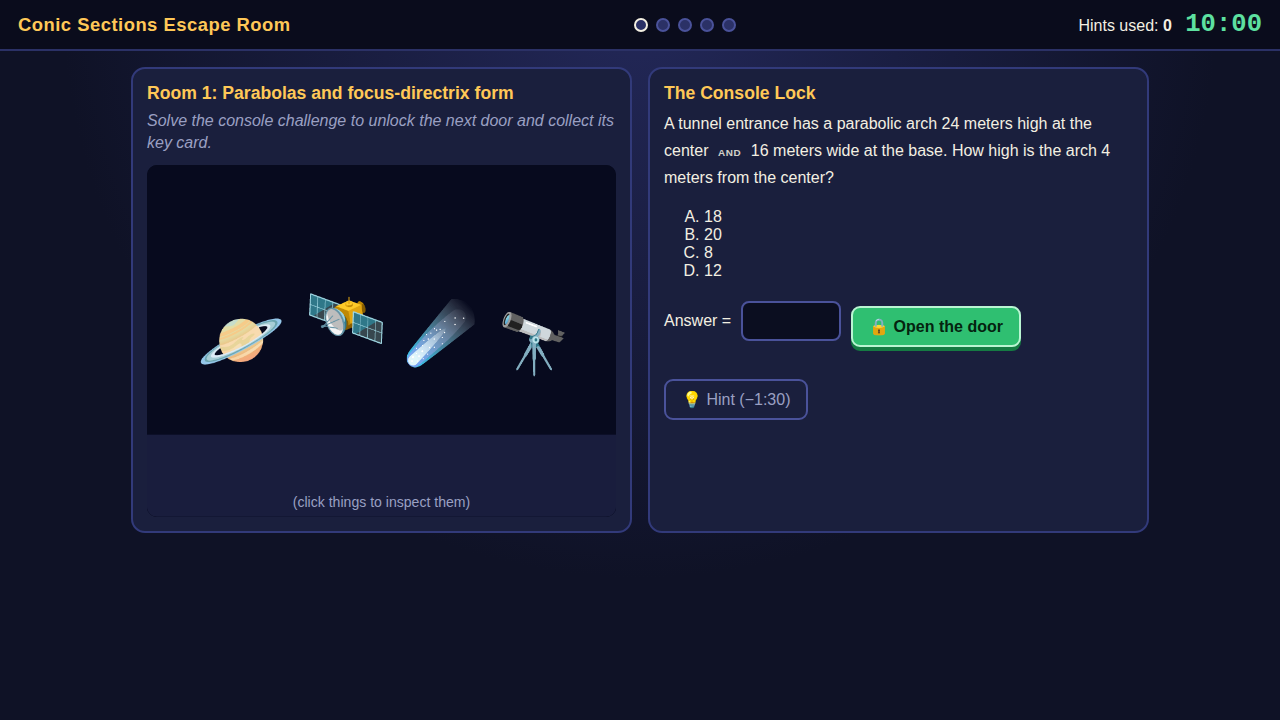 Conic Sections Escape Room
Hints used: 0 10:00
Room 1: Parabolas and focus-directrix form
Solve the console challenge to unlock the next door and collect its
key card.
(click things to inspect them)
The Console Lock
A tunnel entrance has a parabolic arch 24 meters high at the
center AND 16 meters wide at the base. How high is the arch 4
meters from the center?
A. 18
B. 20
C. 8
D. 12
Answer =
🔒 Open the door
💡 Hint (−1:30)